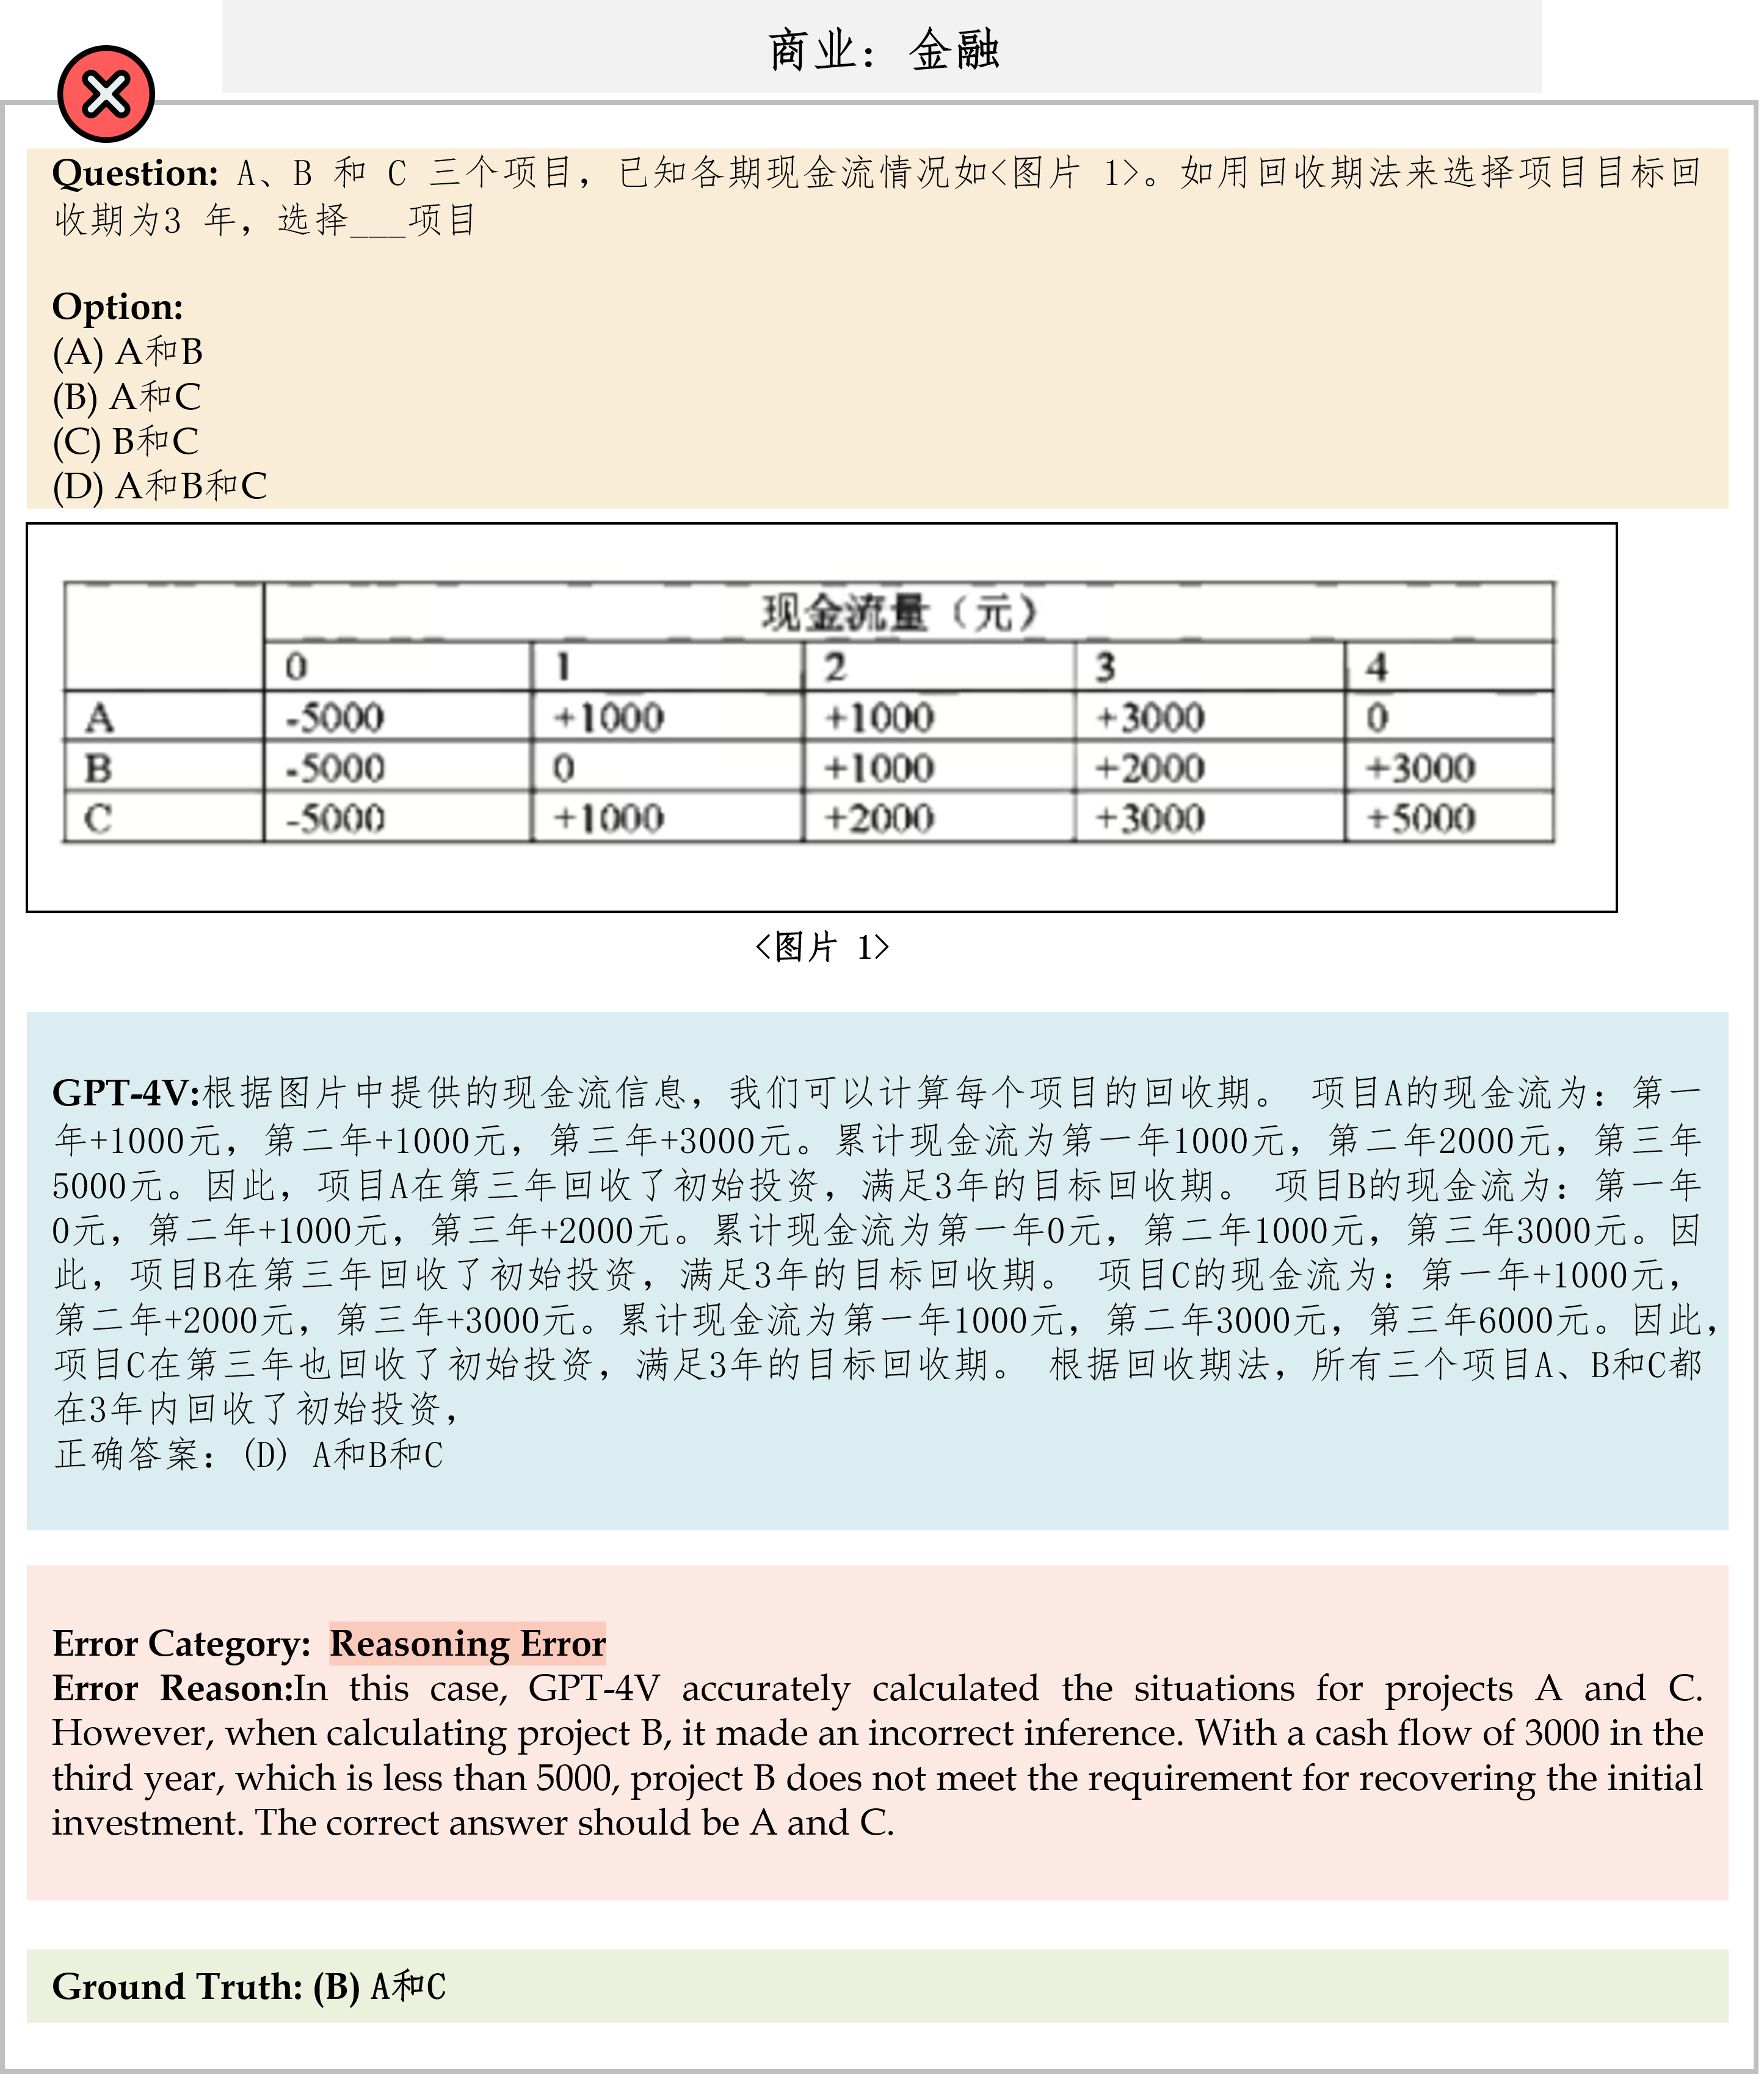 商业：金融
Question: A、B 和 C 三个项目，已知各期现金流情况如<图片 1>。如用回收期法来选择项目目标回
收期为3 年，选择___项目
Option:
(A) A和B
(B) A和C
(C) B和C
(D) A和B和C
现金流量（元）
0 1 2 3 4
A -5000 +1000 +1000 +3000 0
B -5000 0 +1000 +2000 +3000
C -5000 +1000 +2000 +3000 +5000
<图片 1>
GPT-4V:根据图片中提供的现金流信息，我们可以计算每个项目的回收期。 项目A的现金流为：第一
年+1000元，第二年+1000元，第三年+3000元。累计现金流为第一年1000元，第二年2000元，第三年
5000元。因此，项目A在第三年回收了初始投资，满足3年的目标回收期。 项目B的现金流为：第一年
0元，第二年+1000元，第三年+2000元。累计现金流为第一年0元，第二年1000元，第三年3000元。因
此，项目B在第三年回收了初始投资，满足3年的目标回收期。 项目C的现金流为：第一年+1000元，
第二年+2000元，第三年+3000元。累计现金流为第一年1000元，第二年3000元，第三年6000元。因此，
项目C在第三年也回收了初始投资，满足3年的目标回收期。 根据回收期法，所有三个项目A、B和C都
在3年内回收了初始投资，
正确答案：(D) A和B和C
Error Category: Reasoning Error
Error Reason:In this case, GPT-4V accurately calculated the situations for projects A and C.
However, when calculating project B, it made an incorrect inference. With a cash flow of 3000 in the
third year, which is less than 5000, project B does not meet the requirement for recovering the initial
investment. The correct answer should be A and C.
Ground Truth: (B) A和C